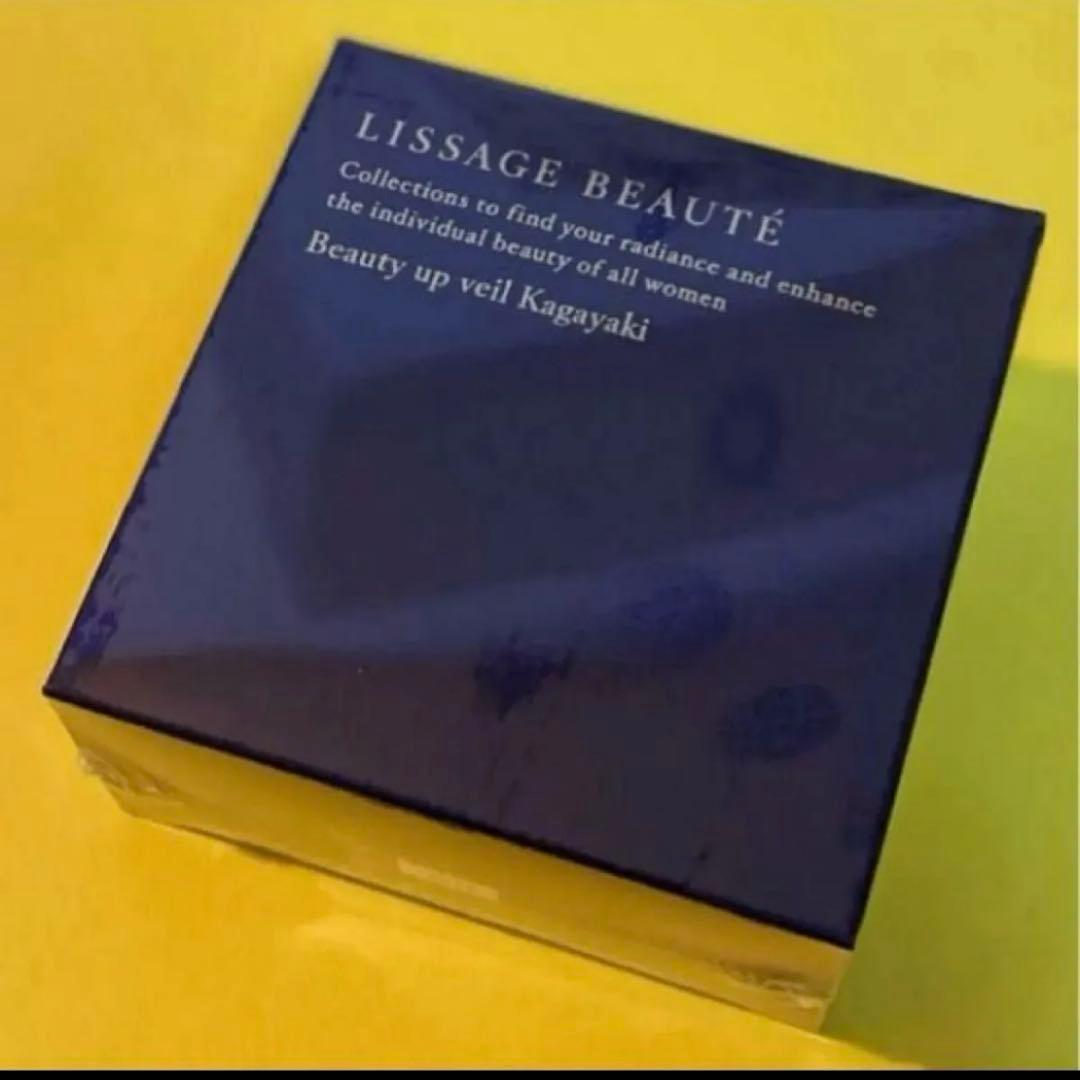 LISSAGE BEAUTÉ
Collections to find your radiance and enhance
the individual beauty of all women
Beauty up veil Kagayaki